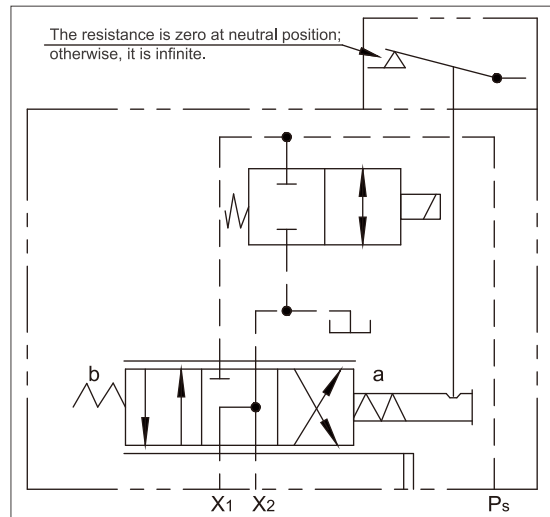 The resistance is zero at neutral position;
otherwise, it is infinite.
b
a
X1 X2 Ps